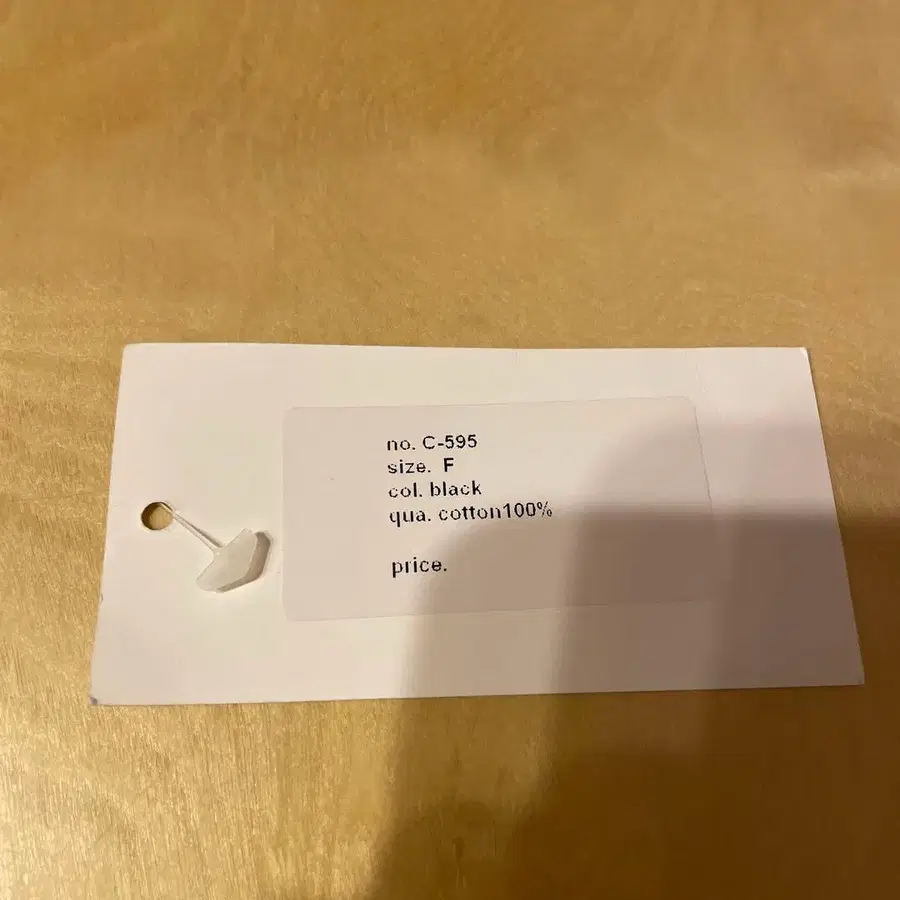 no. C-595
size. F
col. black
qua. cotton100%
price.